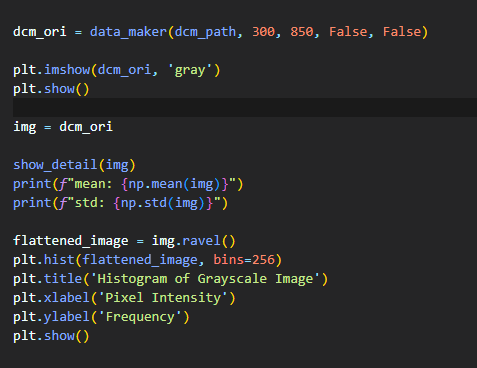 dcm_ori = data_maker(dcm_path, 300, 850, False, False)
plt.imshow(dcm_ori, 'gray')
plt.show()
img = dcm_ori
show_detail(img)
print(f"mean: {np.mean(img)}")
print(f"std: {np.std(img)}")
flattened_image = img.ravel()
plt.hist(flattened_image, bins=256)
plt.title('Histogram of Grayscale Image')
plt.xlabel('Pixel Intensity')
plt.ylabel('Frequency')
plt.show()